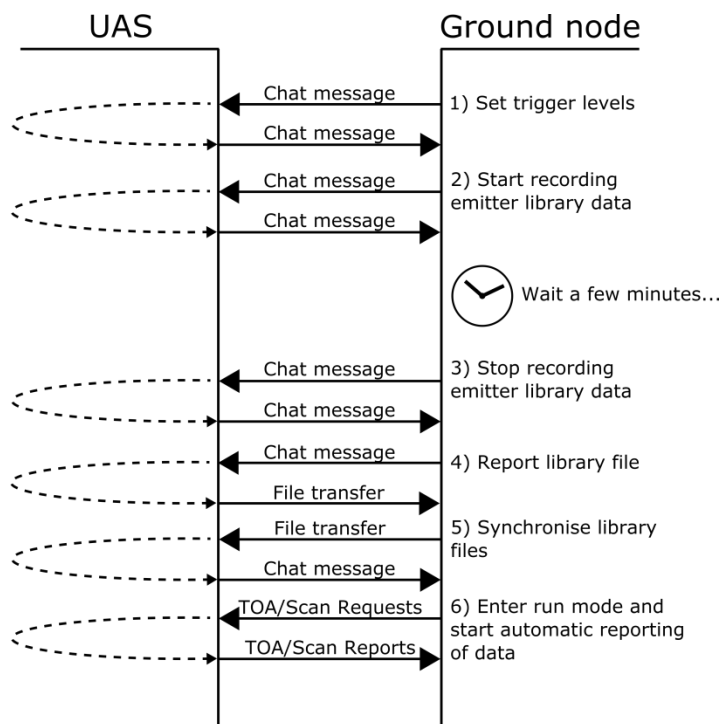 UAS
Ground node
Chat message
1) Set trigger levels
Chat message
Chat message
2) Start recording
emitter library data
Chat message
Wait a few minutes...
Chat message
3) Stop recording
emitter library data
Chat message
Chat message
4) Report library file
File transfer
File transfer
5) Synchronise library
files
Chat message
TOA/Scan Requests
6) Enter run mode and
start automatic reporting
of data
TOA/Scan Reports